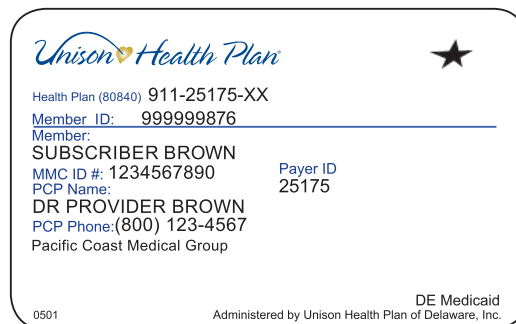 Unison Health Plan®
Health Plan (80840) 911-25175-XX
Member ID: 999999876
Member:
SUBSCRIBER BROWN
MMC ID #: 1234567890
Payer ID
PCP Name:
25175
DR PROVIDER BROWN
PCP Phone:(800) 123-4567
Pacific Coast Medical Group
DE Medicaid
0501 Administered by Unison Health Plan of Delaware, Inc.